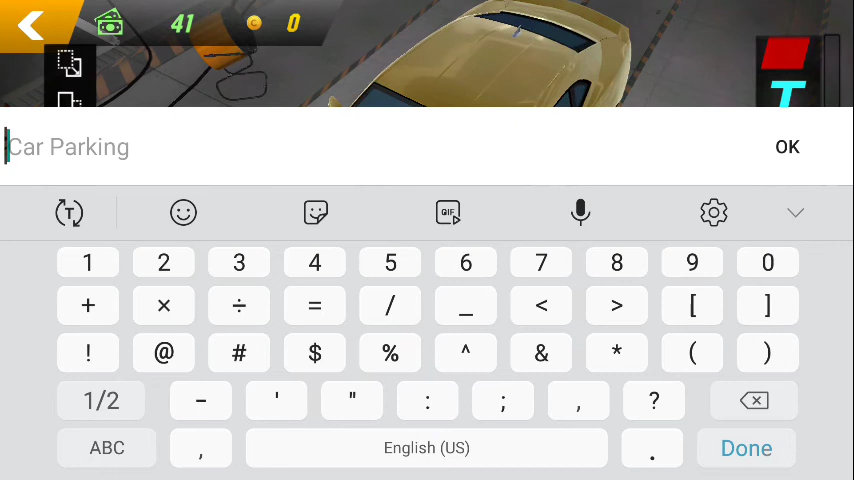 41 0
T
Car Parking OK
T GIF
1 2 3 4 5 6 7 8 9 0
+ × ÷ = / _ < > [ ]
! @ # $ % ^ & * ( )
1/2 - ' " : ; , ?
ABC , English (US) . Done